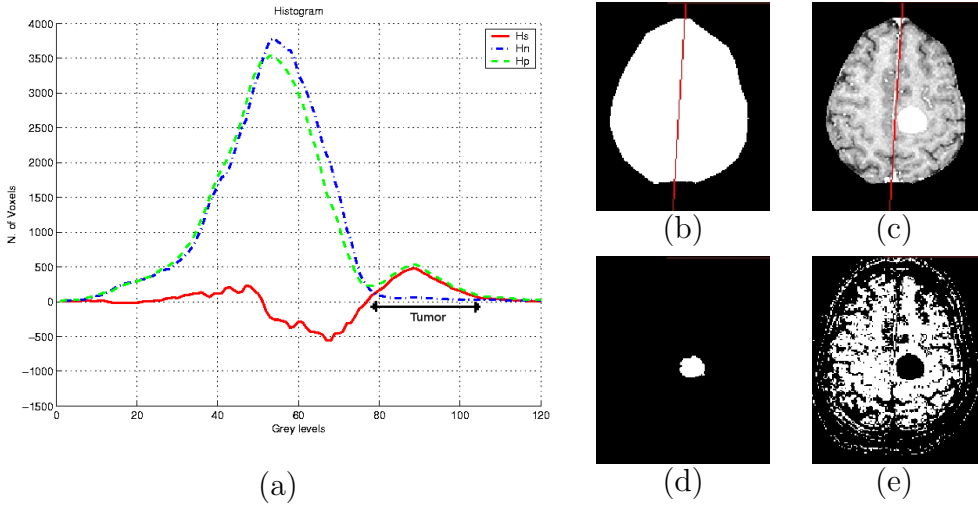 Histogram
Hs
Hn
Hp
4000
3500
3000
2500
2000
1500
1000
500
0
−500
−1000
−1500
N. of Voxels
Tumor
0 20 40 60 80 100 120
Grey levels
(a)
(b)
(c)
(d)
(e)